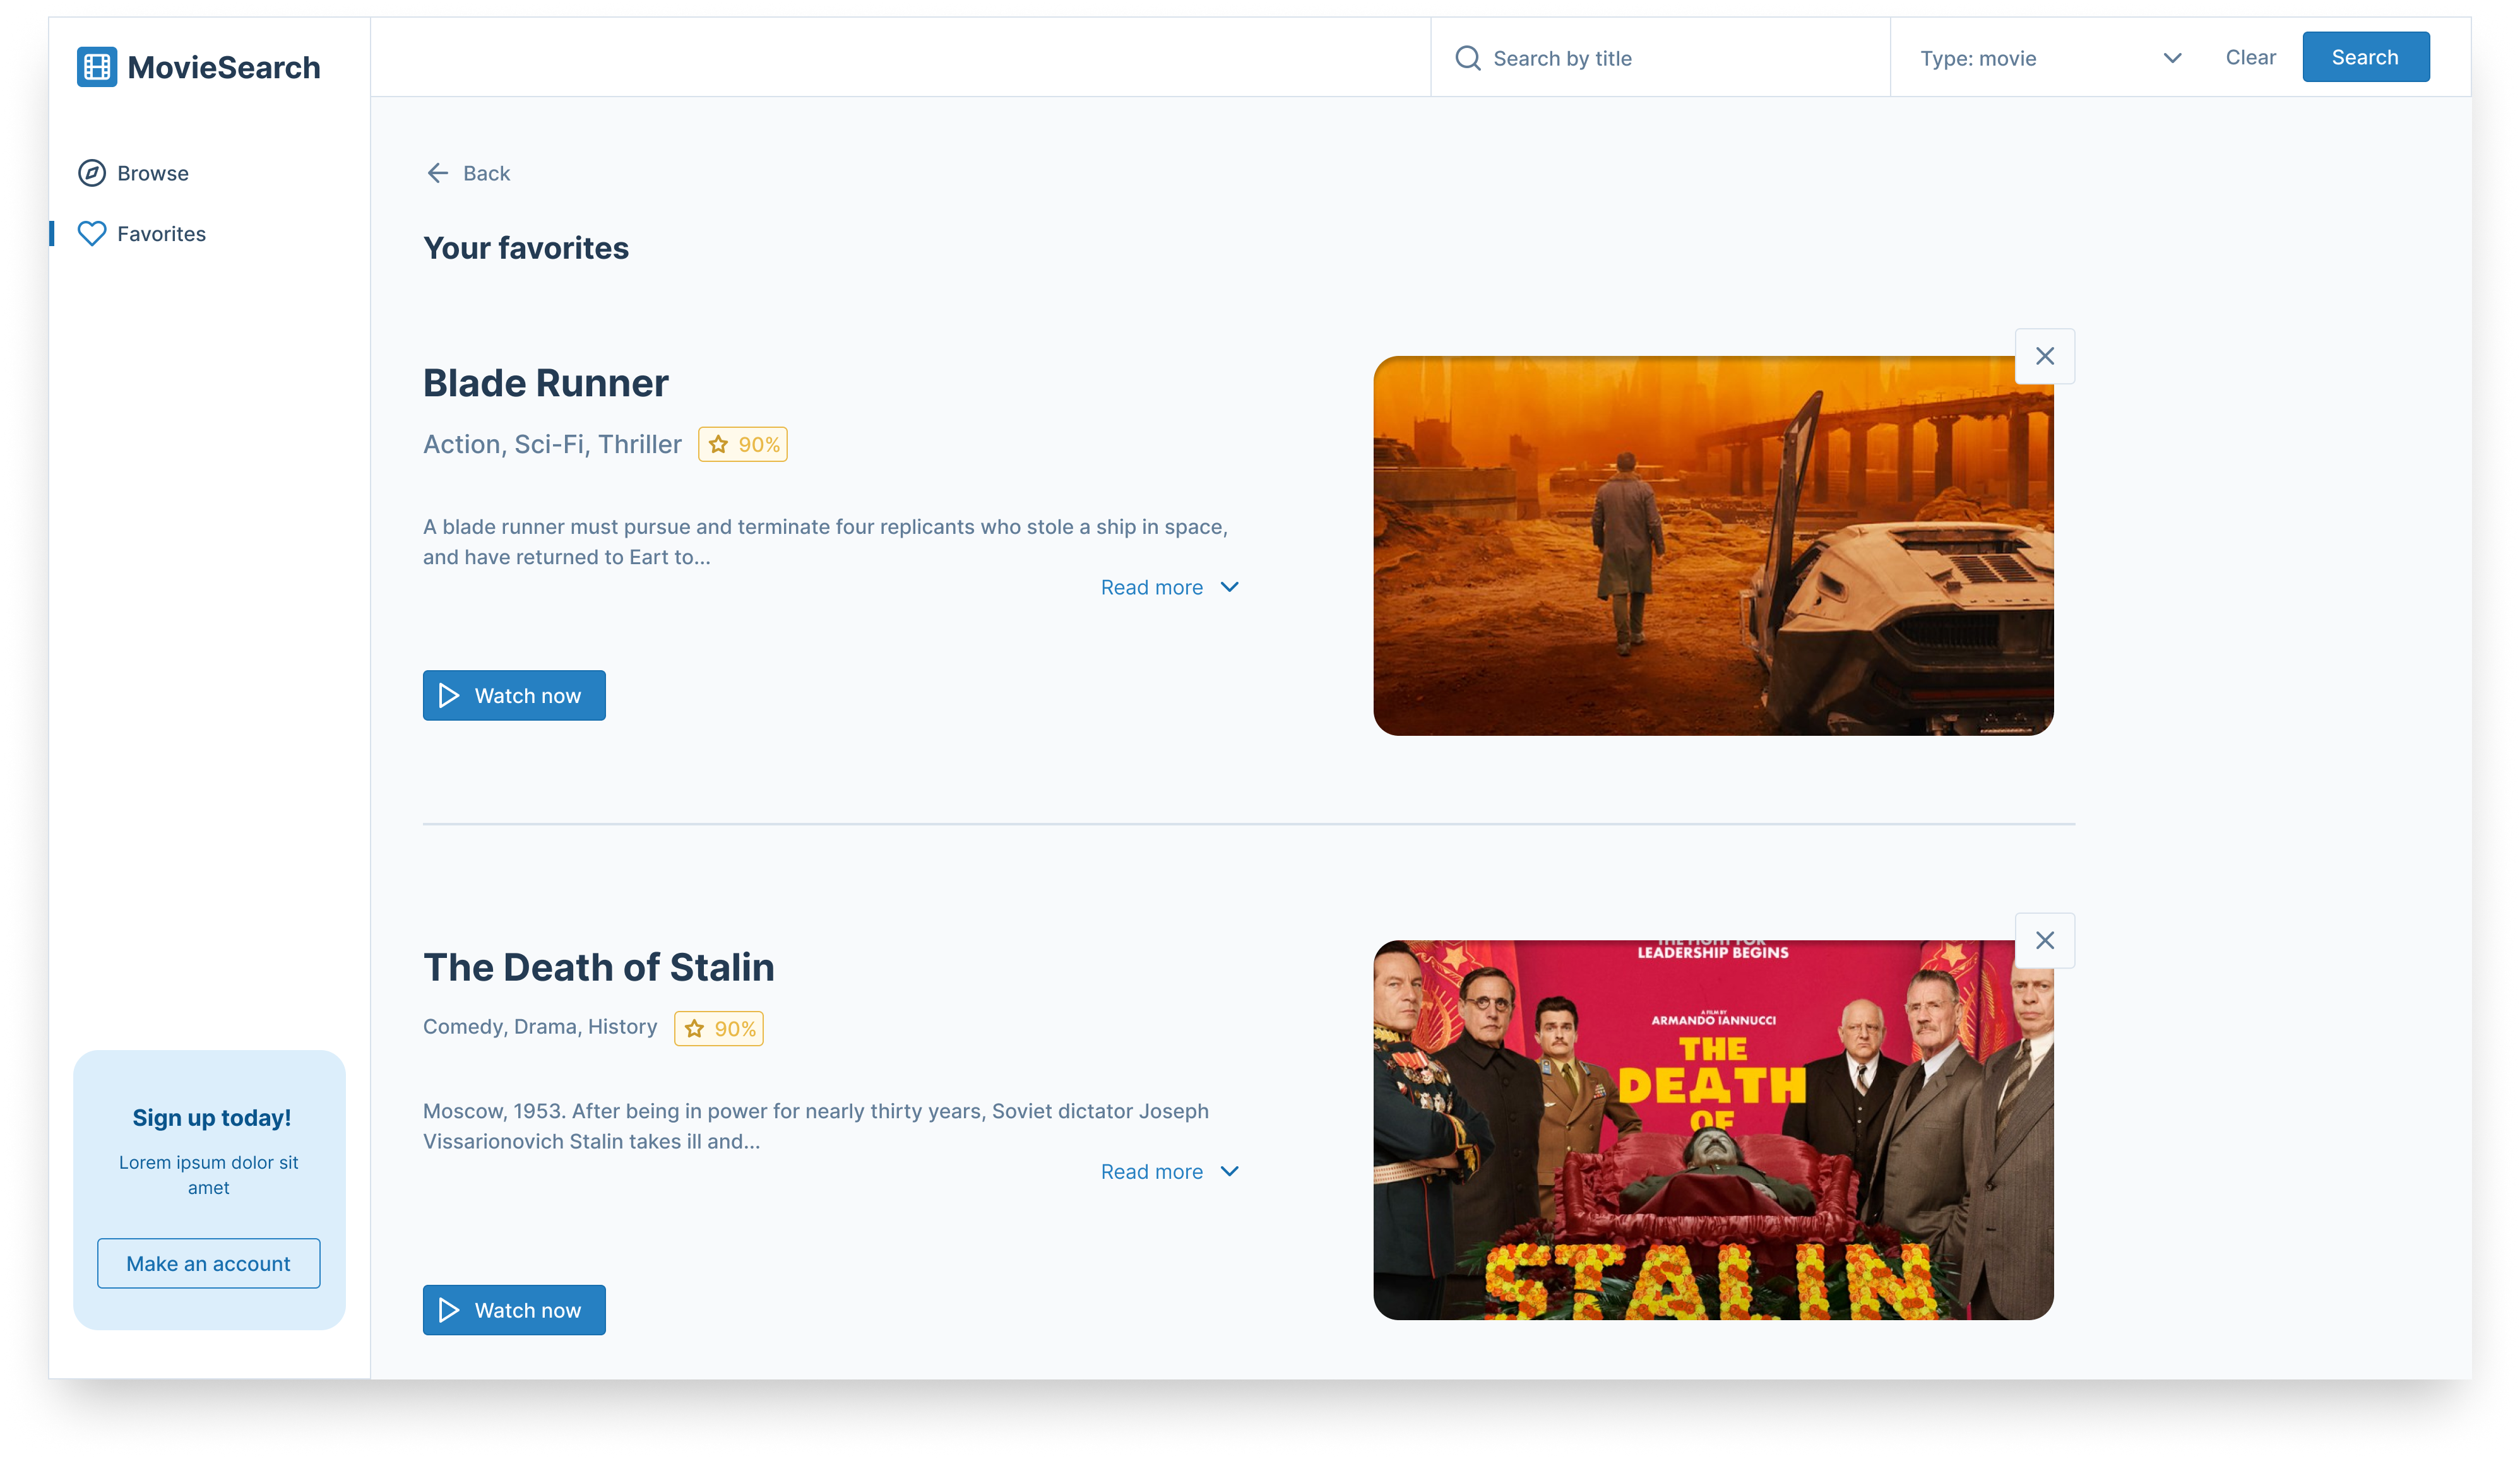 MovieSearch
Search by title
Type: movie
Clear
Search
Browse
Favorites
Back
Your favorites
Blade Runner
Action, Sci-Fi, Thriller
90%
A blade runner must pursue and terminate four replicants who stole a ship in space,
and have returned to Eart to...
Read more
Watch now
The Death of Stalin
Comedy, Drama, History
90%
Moscow, 1953. After being in power for nearly thirty years, Soviet dictator Joseph
Vissarionovich Stalin takes ill and...
Read more
Watch now
THE FIGHT FOR
LEADERSHIP BEGINS
A FILM BY
ARMANDO IANNUCCI
THE
DEATH
OF
STALIN
Sign up today!
Lorem ipsum dolor sit
amet
Make an account